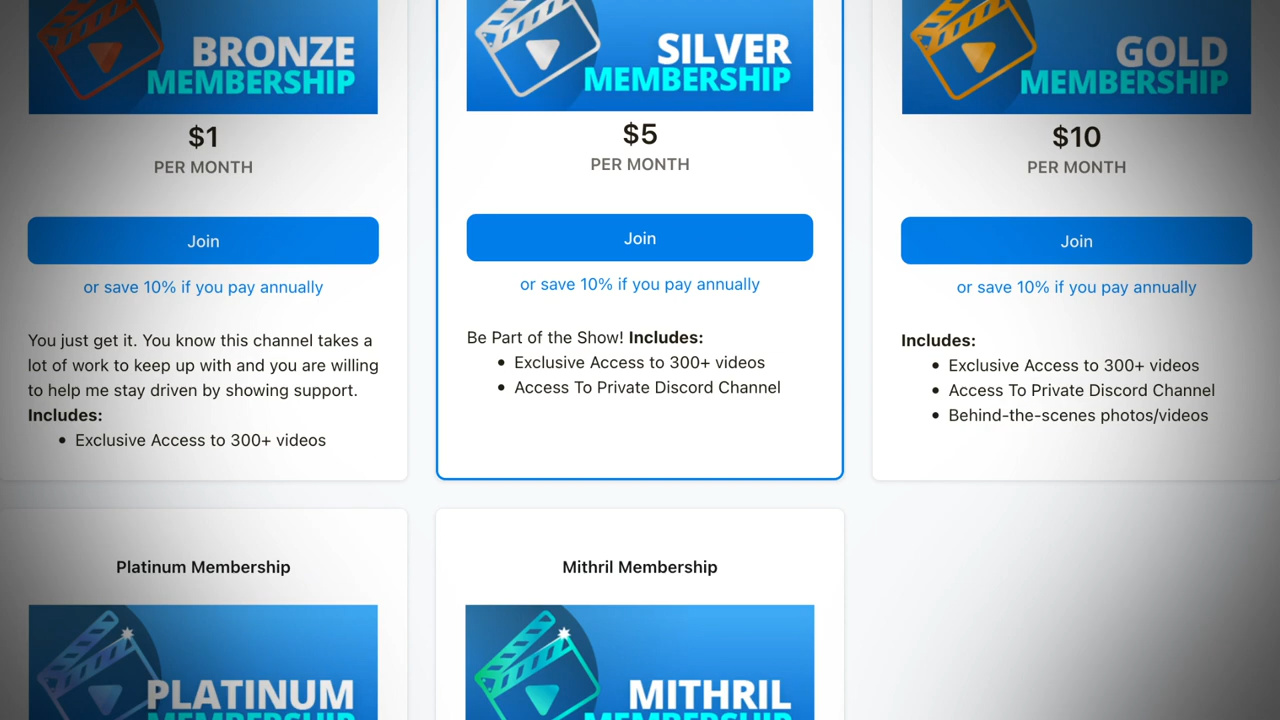 BRONZE
MEMBERSHIP
$1
PER MONTH
Join
or save 10% if you pay annually
You just get it. You know this channel takes a
lot of work to keep up with and you are willing
to help me stay driven by showing support.
Includes:
• Exclusive Access to 300+ videos
SILVER
MEMBERSHIP
$5
PER MONTH
Join
or save 10% if you pay annually
Be Part of the Show! Includes:
• Exclusive Access to 300+ videos
• Access To Private Discord Channel
GOLD
MEMBERSHIP
$10
PER MONTH
Join
or save 10% if you pay annually
Includes:
• Exclusive Access to 300+ videos
• Access To Private Discord Channel
• Behind-the-scenes photos/videos
Platinum Membership
PLATINUM
MEMBERSHIP
Mithril Membership
MITHRIL
MEMBERSHIP